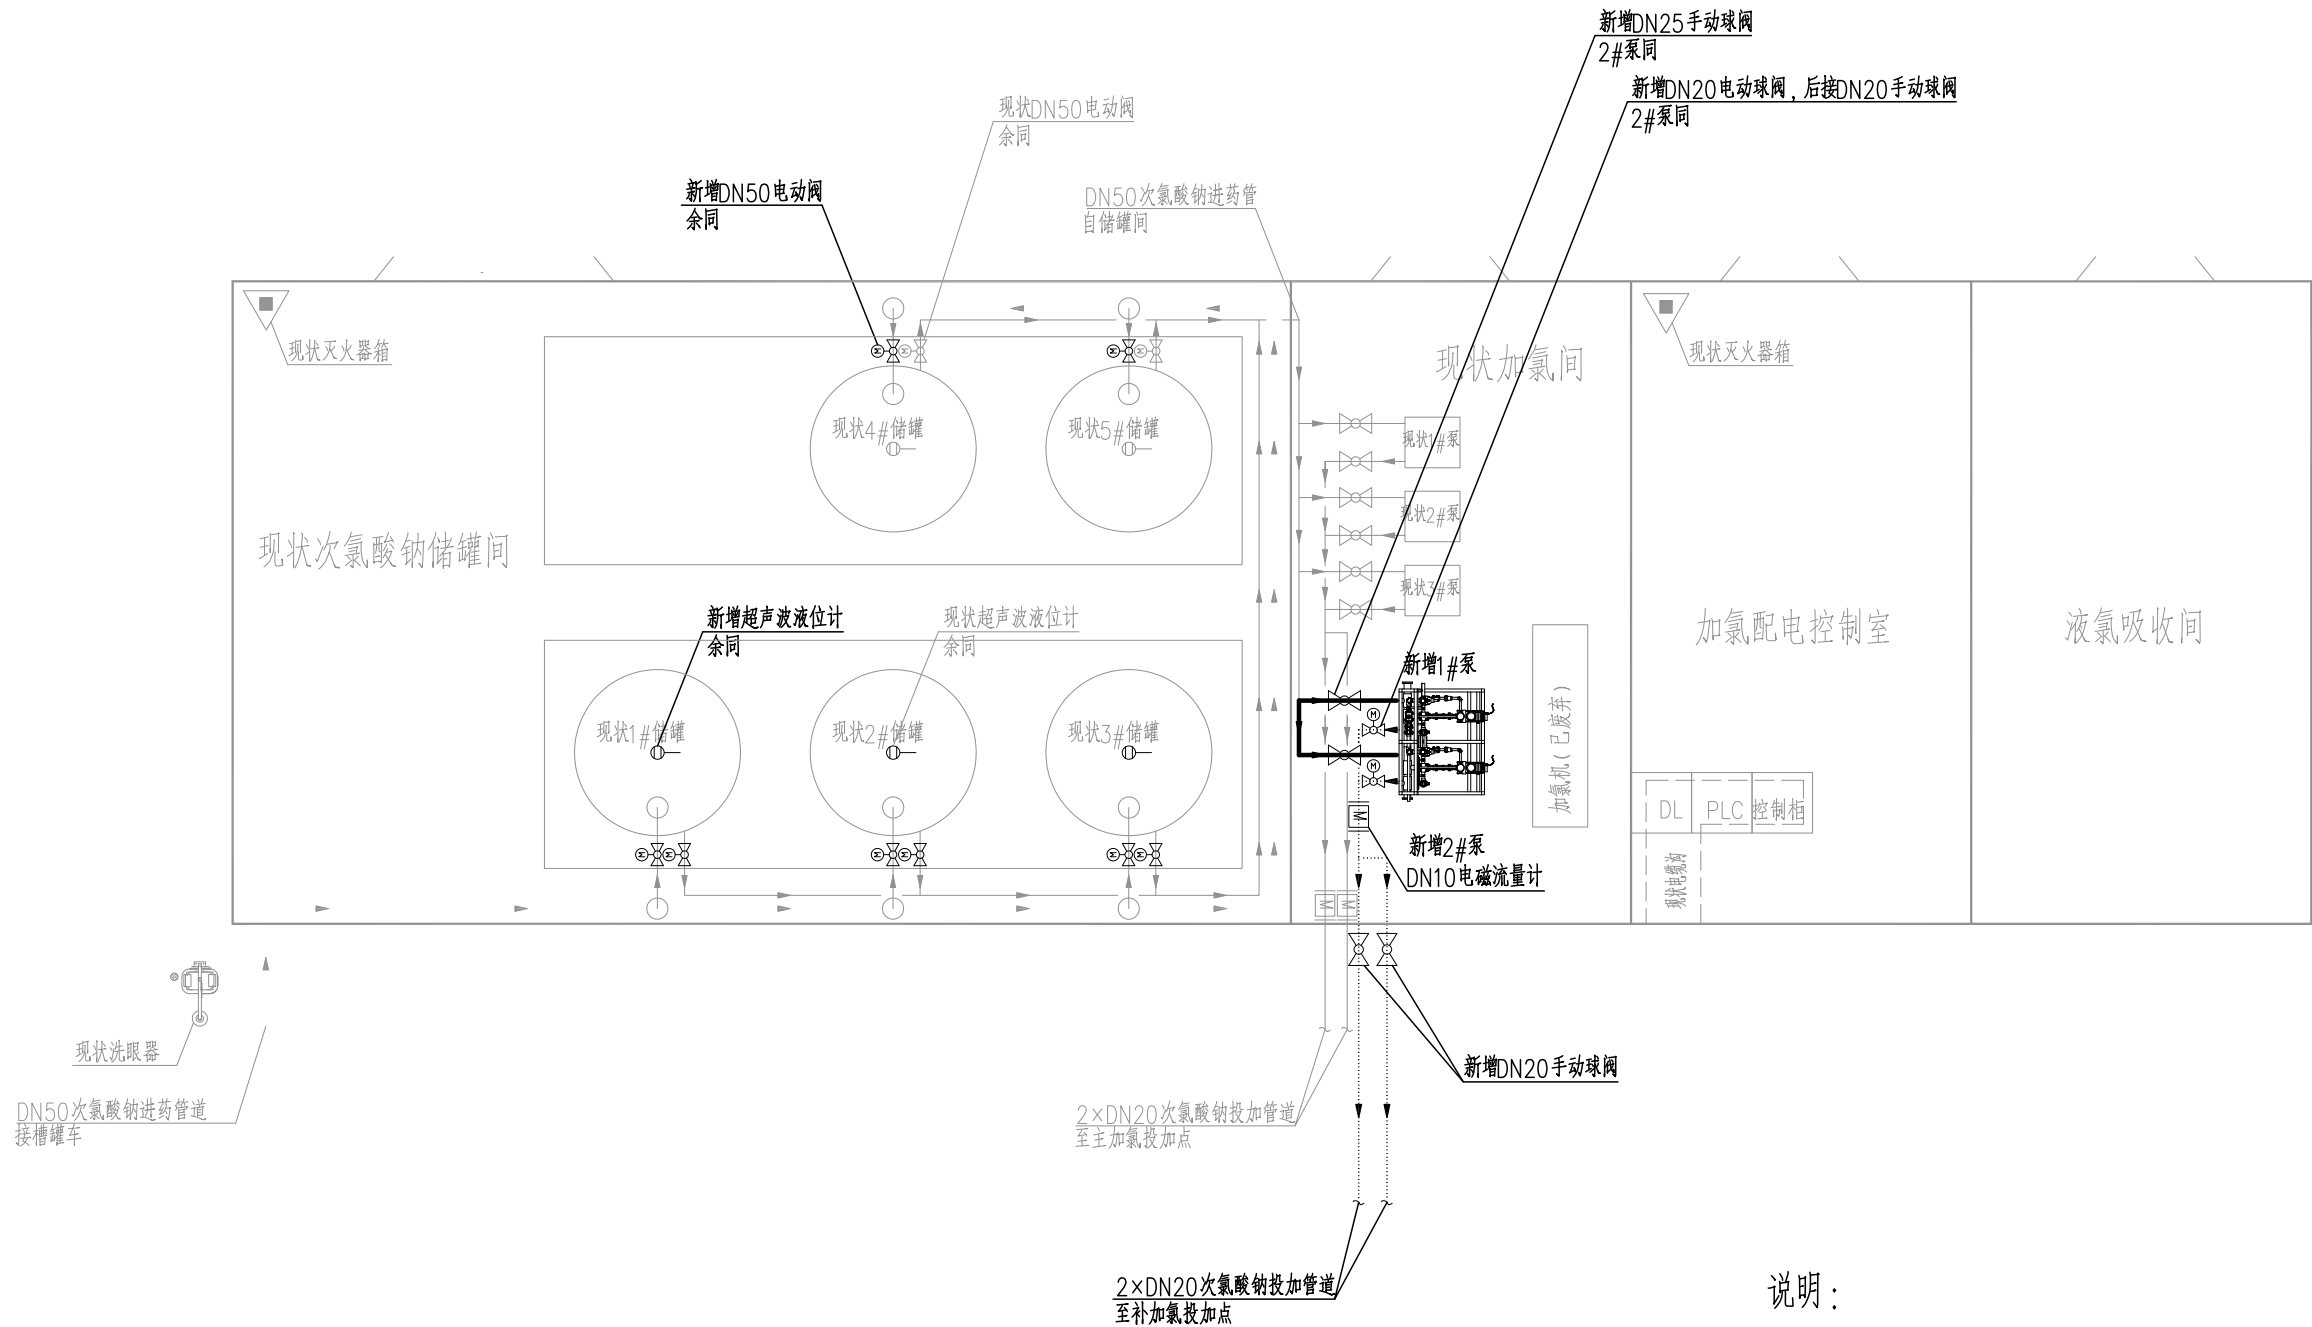 新增DN25手动球阀
2#泵同
新增DN20电动球阀，后接DN20手动球阀
2#泵同
现状DN50电动阀
余同
新增DN50电动阀
余同
DN50次氯酸钠进药管
自储罐间
现状灭火器箱
现状加氯间
现状灭火器箱
现状4#储罐
现状5#储罐
现状1#泵
现状2#泵
现状3#泵
现状次氯酸钠储罐间
加氯配电控制室
液氯吸收间
新增超声波液位计
余同
现状超声波液位计
余同
新增1#泵
现状1#储罐
现状2#储罐
现状3#储罐
加氯机(已废弃)
M
M
M
M
M
M
M
DL
PLC
控制柜
新增2#泵
DN10电磁流量计
现状电缆沟
M
M
M
M
M
M
M
M
现状洗眼器
新增DN20手动球阀
DN50次氯酸钠进药管道
接槽罐车
2×DN20次氯酸钠投加管道
至主加氯投加点
2×DN20次氯酸钠投加管道
至补加氯投加点
说明：